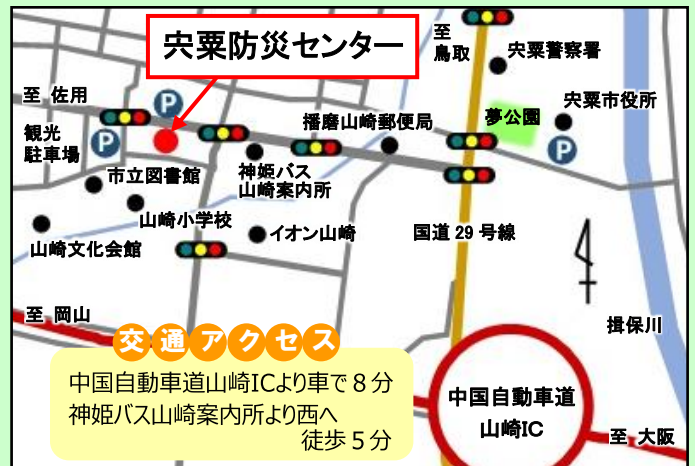 宍粟防災センター
至
鳥取
宍粟警察署
至 佐用
P
夢公園
宍粟市役所
播磨山崎郵便局
観光
駐車場
P
P
神姫バス
山崎案内所
市立図書館
山崎小学校
イオン山崎
国道29号線
山崎文化会館
至 岡山
揖保川
交通アクセス
中国自動車道山崎ICより車で8分
神姫バス山崎案内所より西へ
徒歩5分
中国自動車道
山崎IC
至 大阪